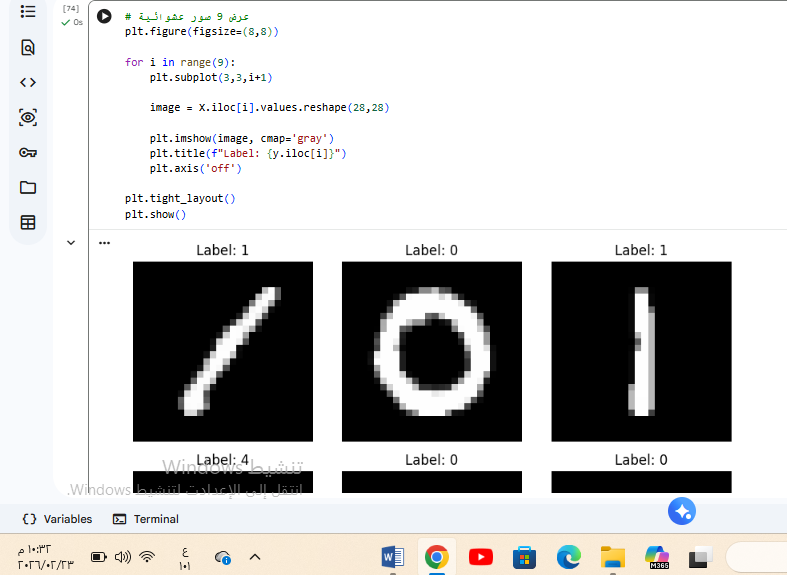 [74]
0s
# عرض 9 صور عشوائية
plt.figure(figsize=(8,8))
for i in range(9):
plt.subplot(3,3,i+1)
image = X.iloc[i].values.reshape(28,28)
plt.imshow(image, cmap='gray')
plt.title(f"Label: {y.iloc[i]}")
plt.axis('off')
plt.tight_layout()
plt.show()
Label: 1 Label: 0 Label: 1
Label: 4 Label: 0 Label: 0
تنشيط Windows
انتقل إلى الإعدادت لتنشيط Windows.
Variables Terminal
١٠:٣٢ م
٢٠٢٦/٠٢/٢٣
ع
١٠١
W
M365